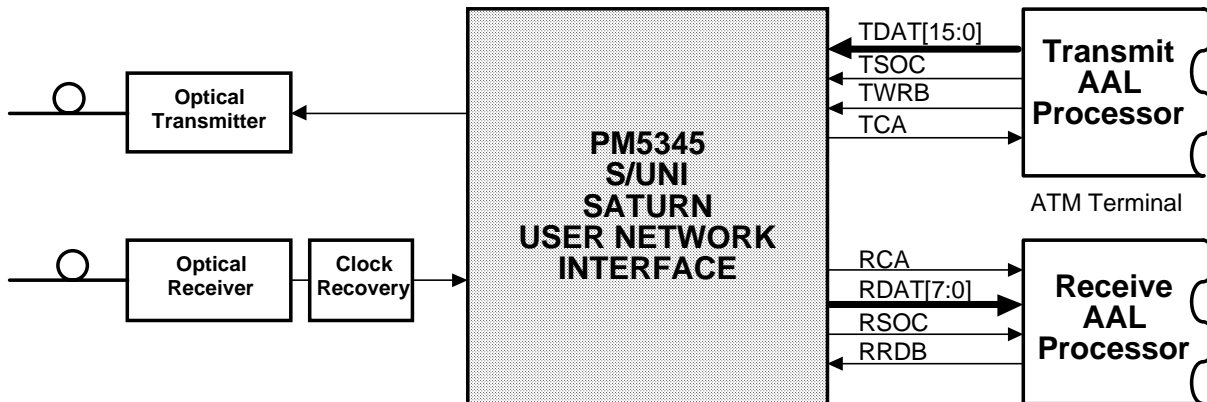 Optical
Transmitter
Optical
Receiver
Clock
Recovery
PM5345
S/UNI
SATURN
USER NETWORK
INTERFACE
TDAT[15:0]
TSOC
TWRB
TCA
Transmit
AAL
Processor
ATM Terminal
RCA
RDAT[7:0]
RSOC
RRDB
Receive
AAL
Processor